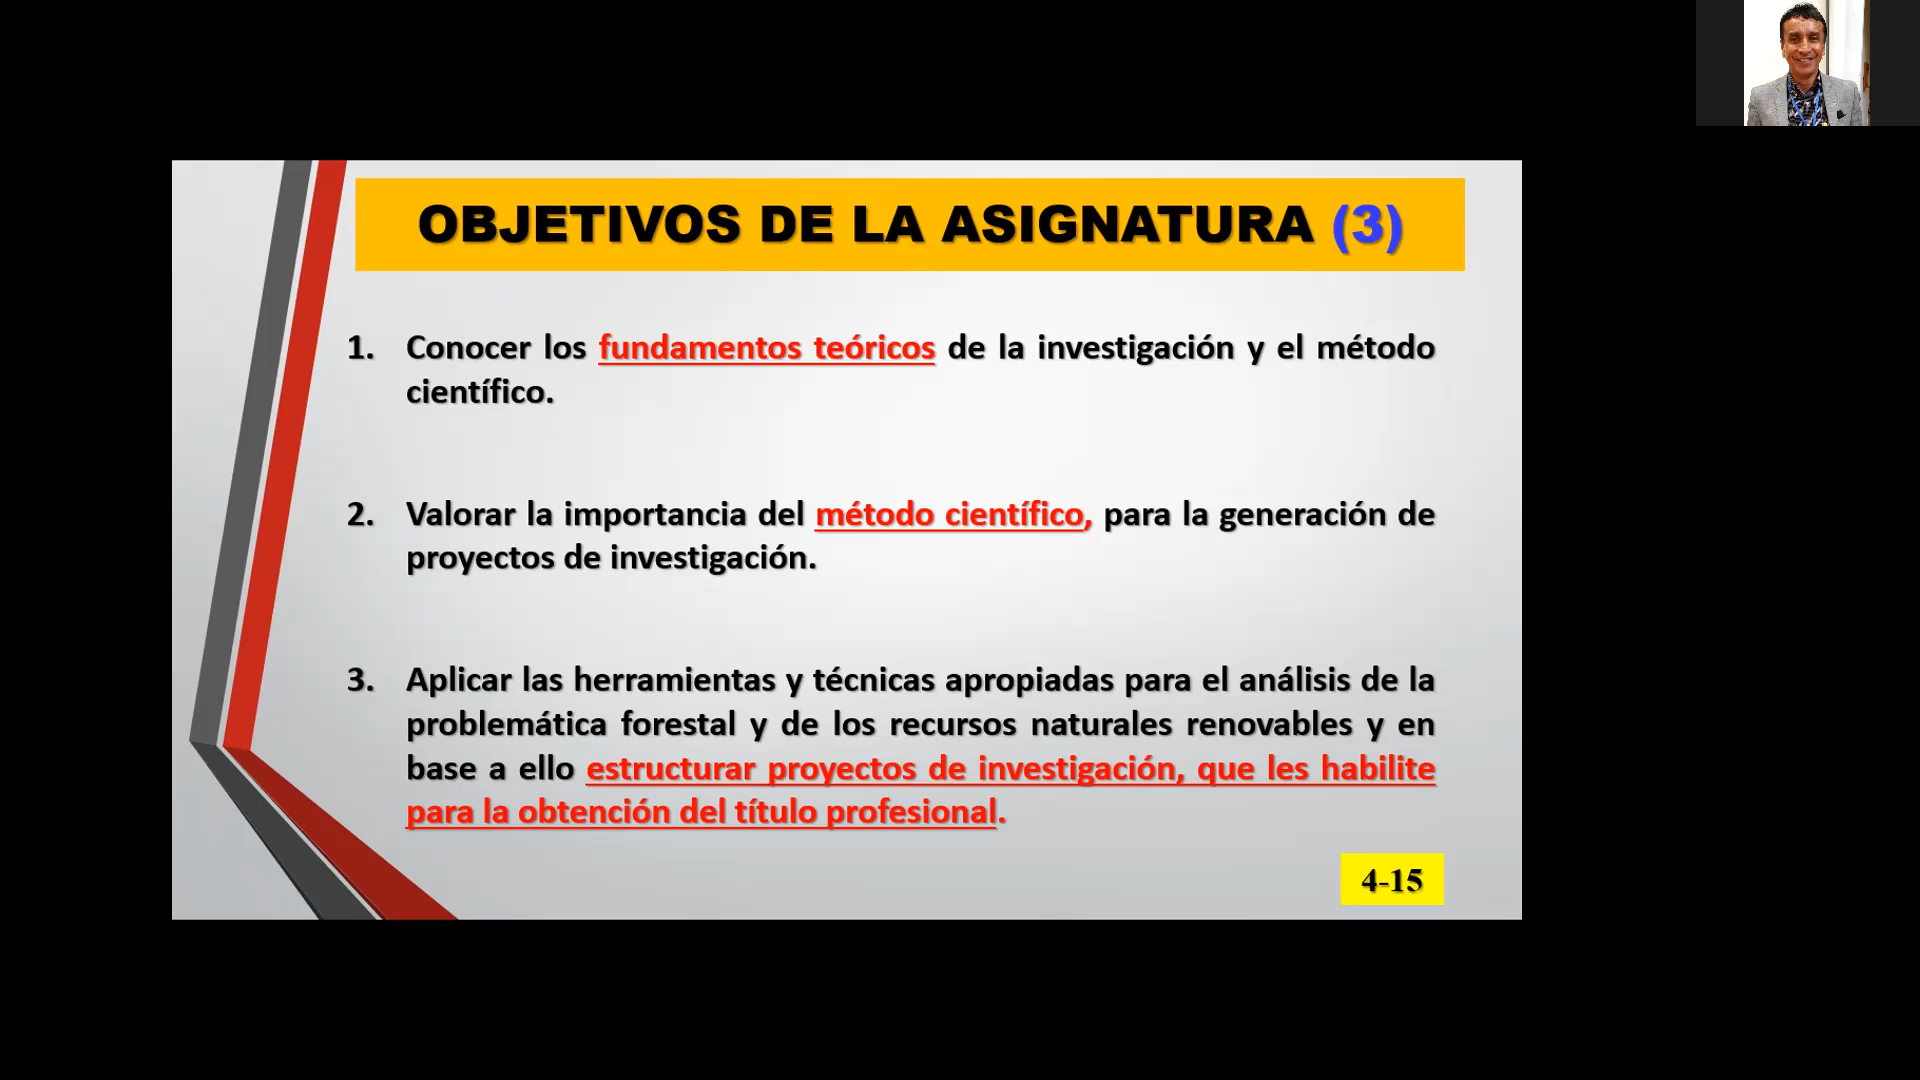 OBJETIVOS DE LA ASIGNATURA (3)
1. Conocer los fundamentos teóricos de la investigación y el método
científico.
2. Valorar la importancia del método científico, para la generación de
proyectos de investigación.
3. Aplicar las herramientas y técnicas apropiadas para el análisis de la
problemática forestal y de los recursos naturales renovables y en
base a ello estructurar proyectos de investigación, que les habilite
para la obtención del título profesional.
4-15